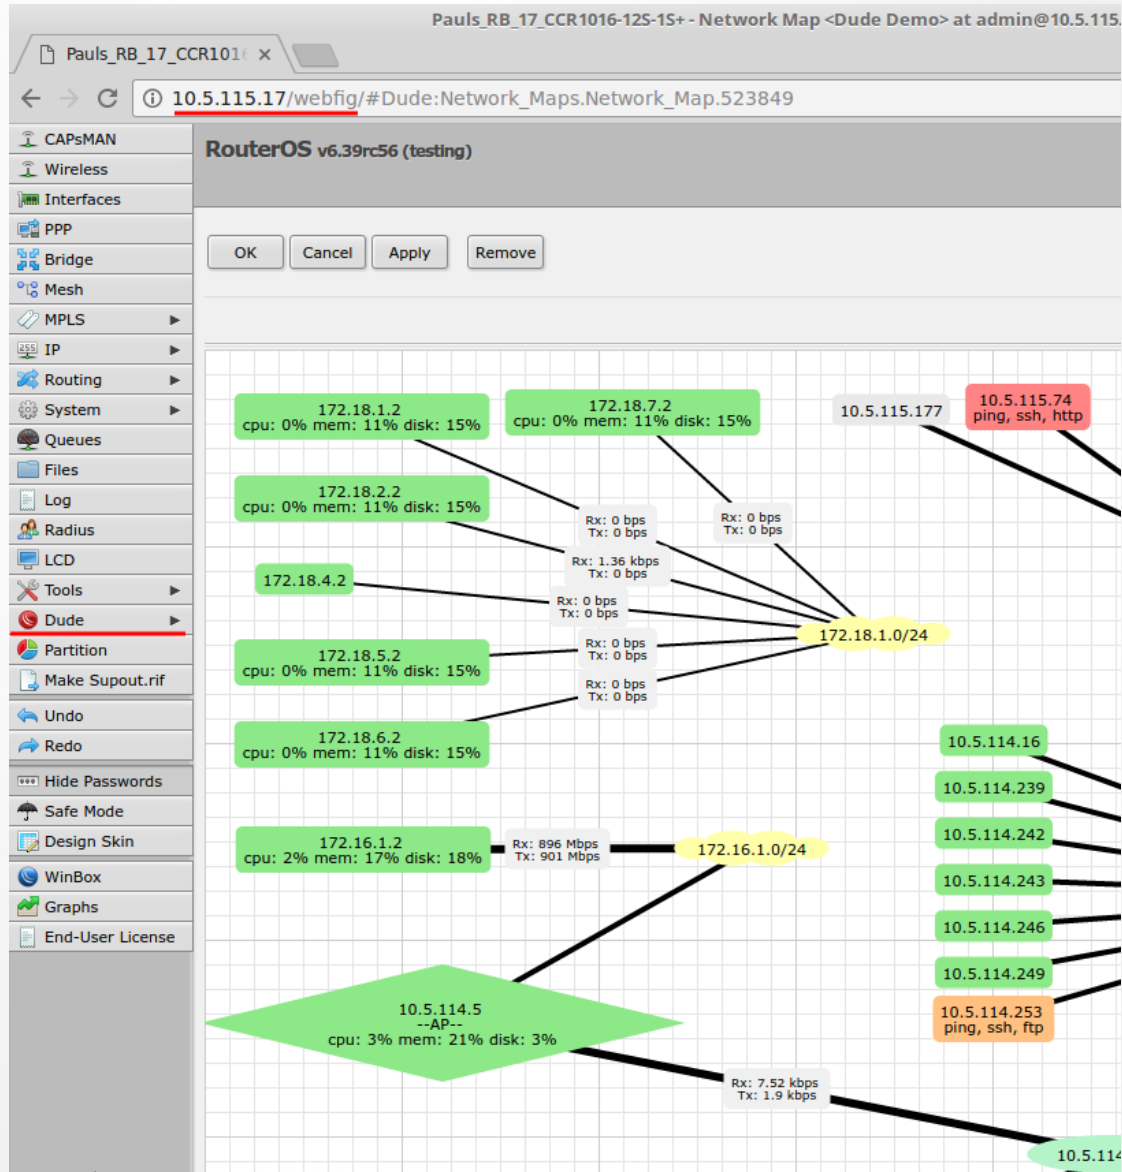 Pauls_RB_17_CCR1016-12S-1S+ - Network Map <Dude Demo> at admin@10.5.115.
Pauls_RB_17_CCR1016
10.5.115.17/webfig/#Dude:Network_Maps.Network_Map.523849
CAPsMAN
Wireless
Interfaces
PPP
Bridge
Mesh
MPLS
IP
Routing
System
Queues
Files
Log
Radius
LCD
Tools
Dude
Partition
Make Supout.rif
Undo
Redo
Hide Passwords
Safe Mode
Design Skin
WinBox
Graphs
End-User License
RouterOS v6.39rc56 (testing)
OK
Cancel
Apply
Remove
172.18.1.2
cpu: 0% mem: 11% disk: 15%
172.18.7.2
cpu: 0% mem: 11% disk: 15%
10.5.115.177
10.5.115.74
ping, ssh, http
172.18.2.2
cpu: 0% mem: 11% disk: 15%
Rx: 0 bps
Tx: 0 bps
Rx: 0 bps
Tx: 0 bps
Rx: 1.36 kbps
Tx: 0 bps
172.18.4.2
Rx: 0 bps
Tx: 0 bps
172.18.1.0/24
172.18.5.2
cpu: 0% mem: 11% disk: 15%
Rx: 0 bps
Tx: 0 bps
Rx: 0 bps
Tx: 0 bps
172.18.6.2
cpu: 0% mem: 11% disk: 15%
10.5.114.16
10.5.114.239
10.5.114.242
10.5.114.243
10.5.114.246
10.5.114.249
10.5.114.253
ping, ssh, ftp
172.16.1.2
cpu: 2% mem: 17% disk: 18%
Rx: 896 Mbps
Tx: 901 Mbps
172.16.1.0/24
10.5.114.5
--AP--
cpu: 3% mem: 21% disk: 3%
Rx: 7.52 kbps
Tx: 1.9 kbps
10.5.114